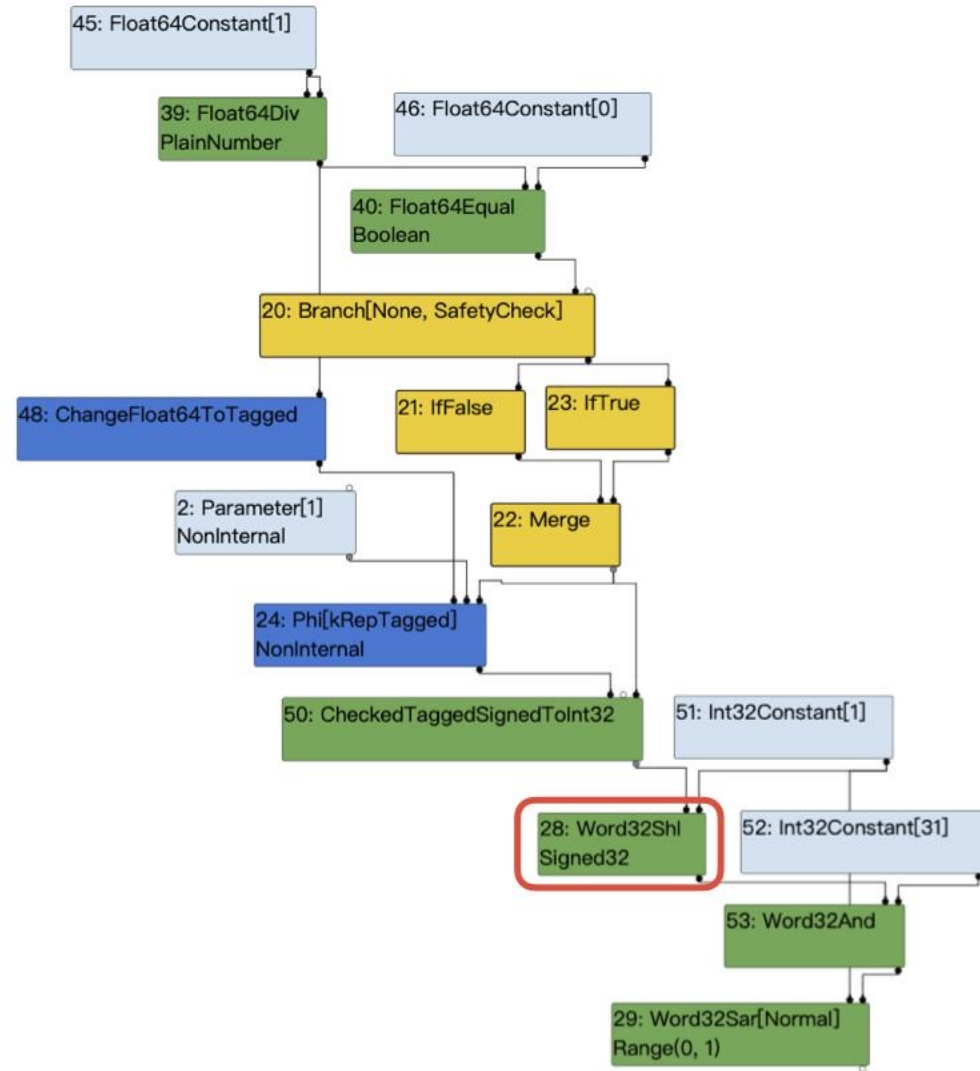 45: Float64Constant[1]
39: Float64Div
PlainNumber
46: Float64Constant[0]
40: Float64Equal
Boolean
20: Branch[None, SafetyCheck]
48: ChangeFloat64ToTagged
21: IfFalse
23: IfTrue
2: Parameter[1]
NonInternal
22: Merge
24: Phi[kRepTagged]
NonInternal
50: CheckedTaggedSignedToInt32
51: Int32Constant[1]
28: Word32Shl
Signed32
52: Int32Constant[31]
53: Word32And
29: Word32Sar[Normal]
Range(0, 1)